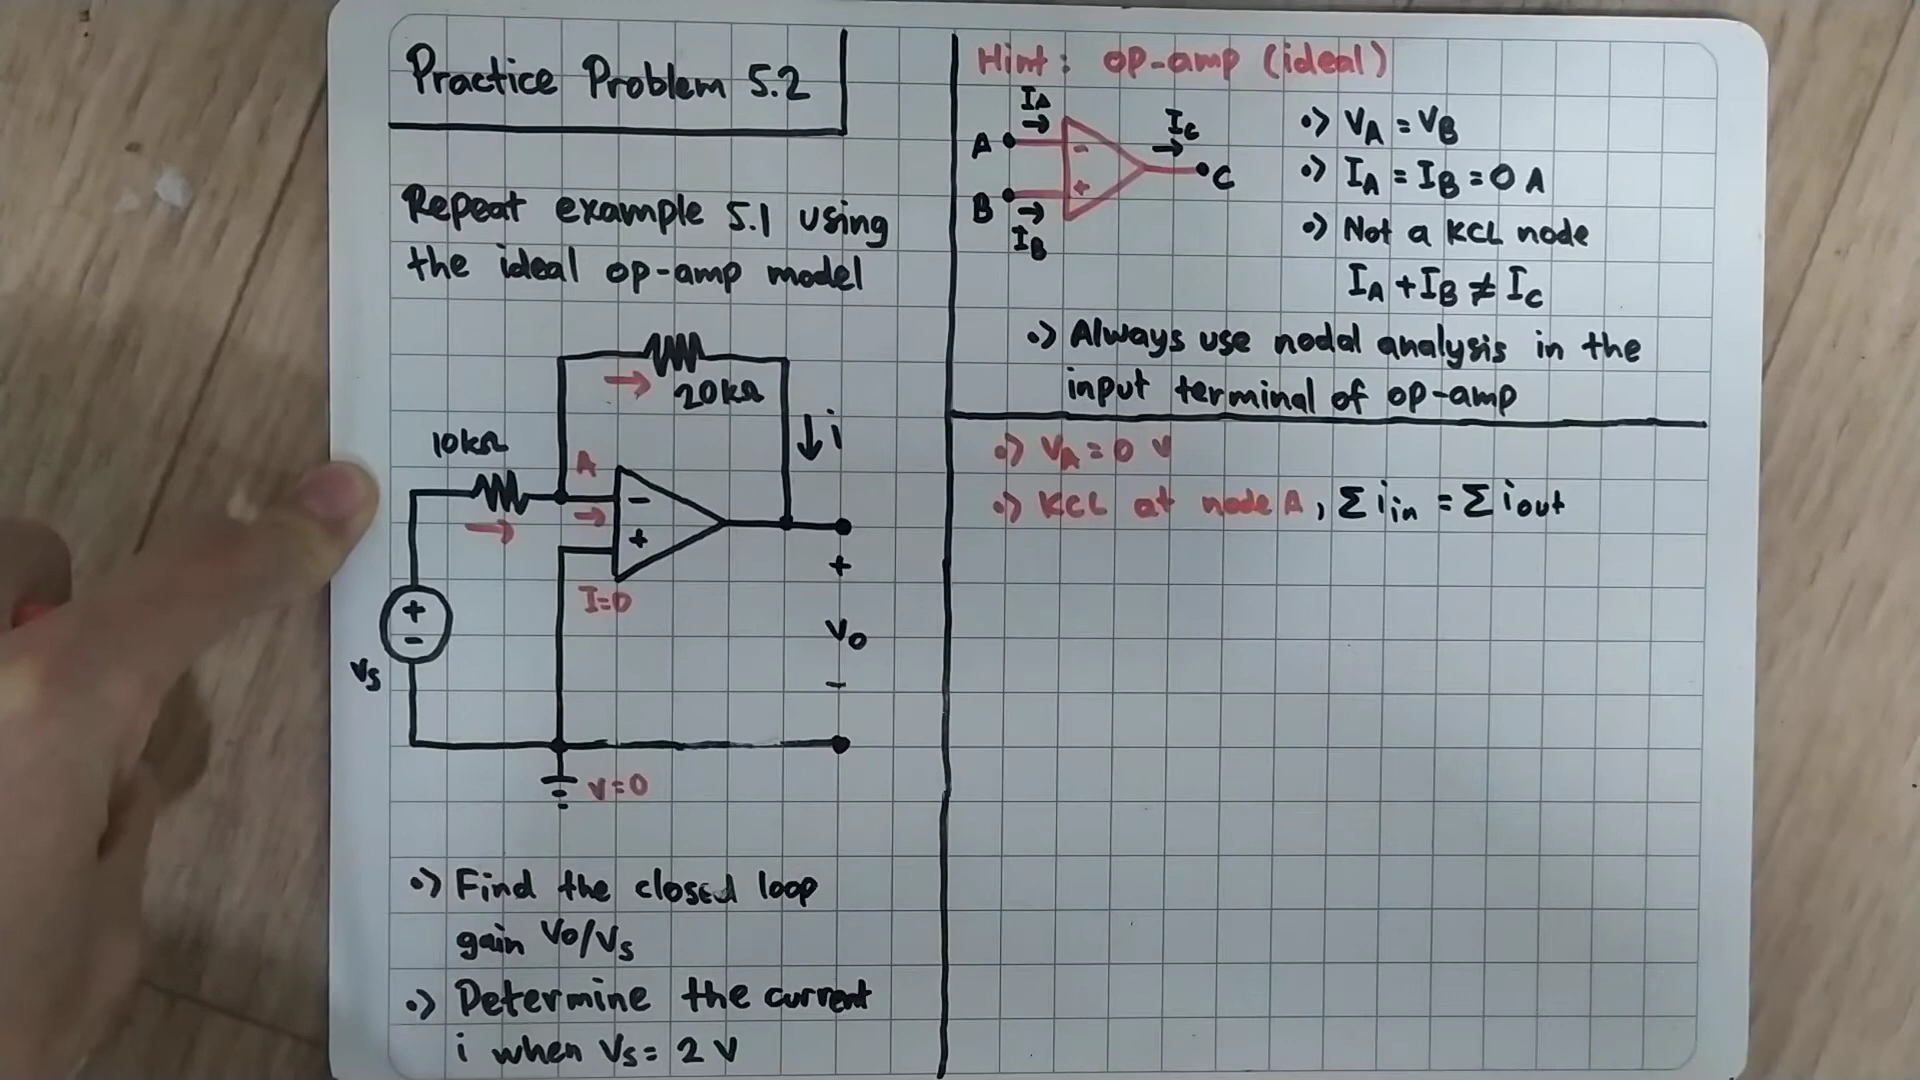 Practice Problem 5.2
Repeat example 5.1 using
the ideal op-amp model
20kΩ
i
10kΩ
A
-
+
I=0
+
-
Vs
+
Vo
-
V=0
•) Find the closed loop
gain Vo/Vs
•) Determine the current
i when Vs = 2 V
Hint: op-amp (ideal)
IA
A
-
B
+
IB
Ic
C
•) VA = VB
•) IA = IB = 0 A
•) Not a KCL node
IA + IB ≠ Ic
•) Always use nodal analysis in the
input terminal of op-amp
•) VA = 0 V
•) KCL at node A, Σ iin = Σ iout